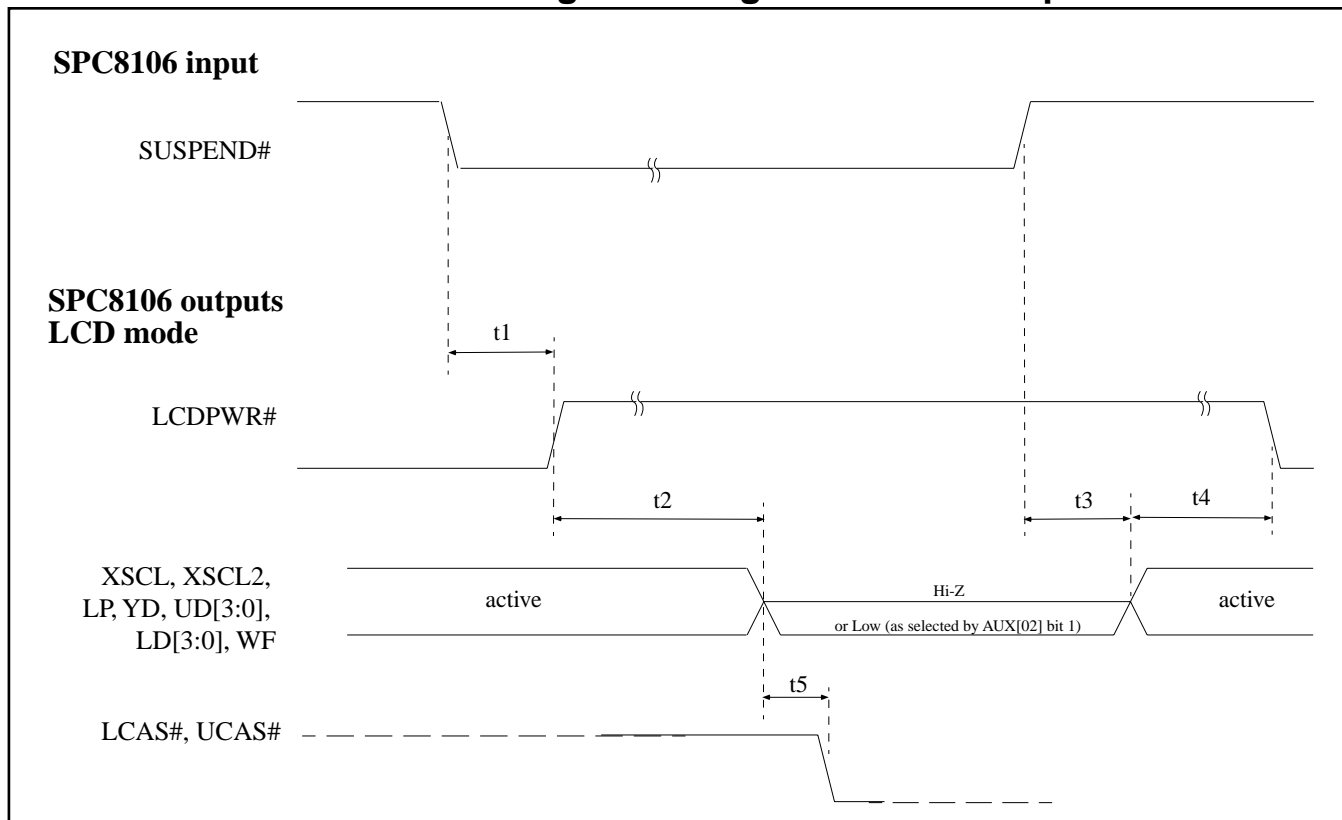 SPC8106 input
SUSPEND#
SPC8106 outputs
LCD mode
t1
LCDPWR#
t2
t3
t4
XSCL, XSCL2,
LP, YD, UD[3:0],
LD[3:0], WF
active
Hi-Z
or Low (as selected by AUX[02] bit 1)
active
t5
LCAS#, UCAS#